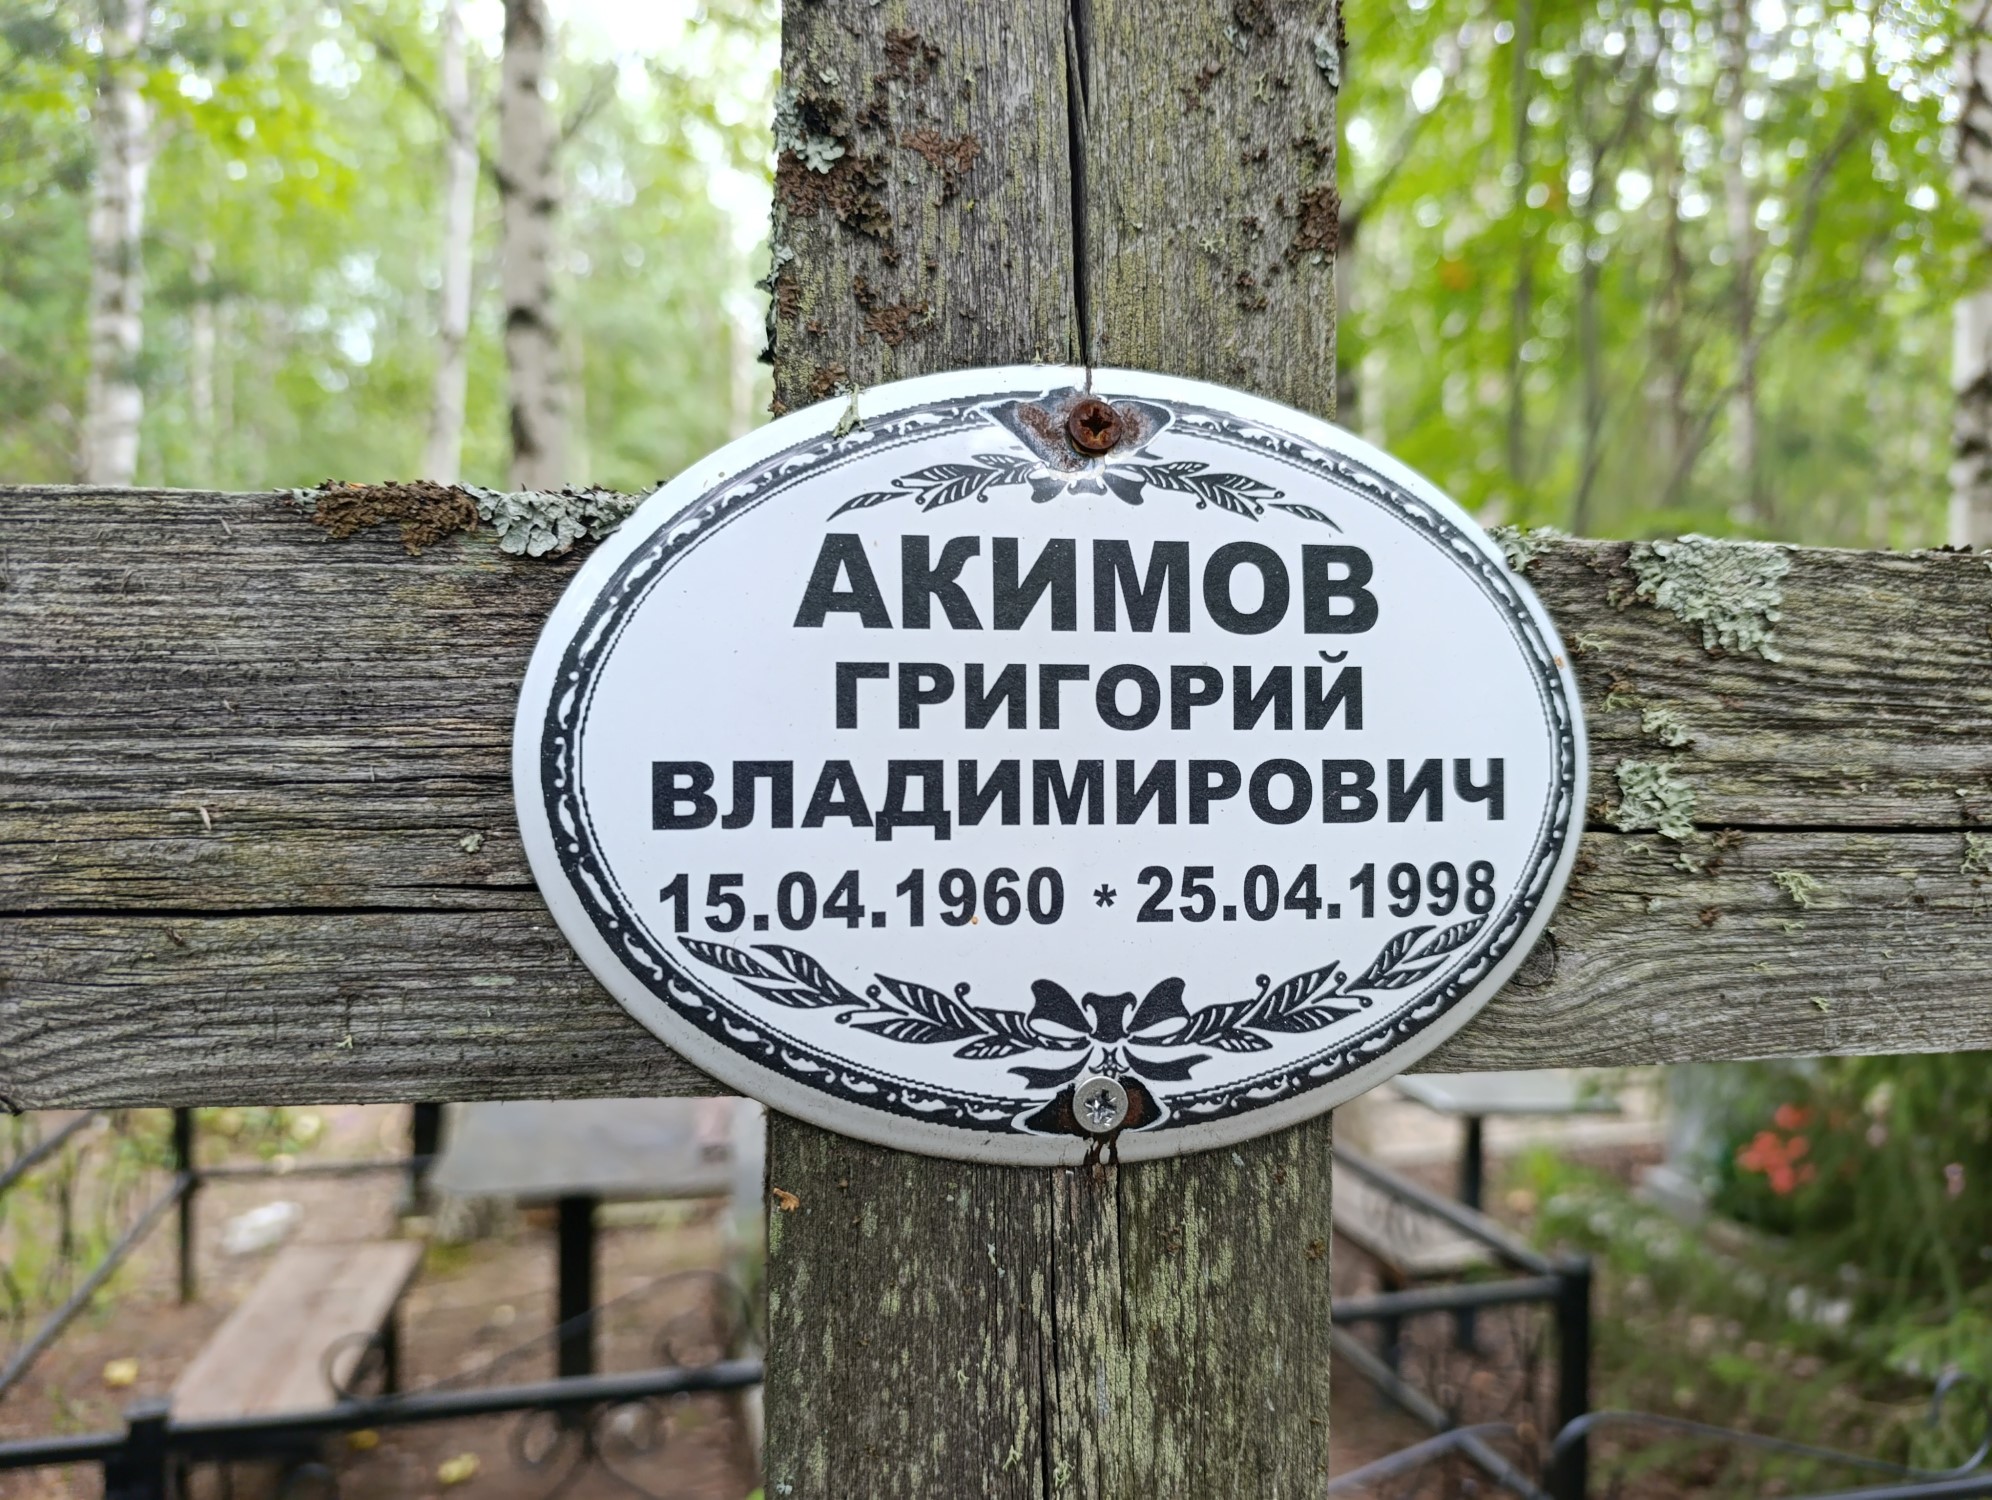 АКИМОВ
ГРИГОРИЙ
ВЛАДИМИРОВИЧ
15.04.1960 * 25.04.1998